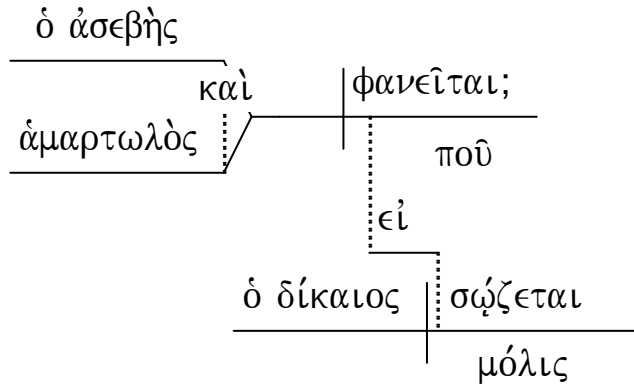 ὁ ἀσεβὴς
καὶ
φανεῖται;
ἁμαρτωλὸς
ποῦ
εἰ
ὁ δίκαιος
σῴζεται
μόλις